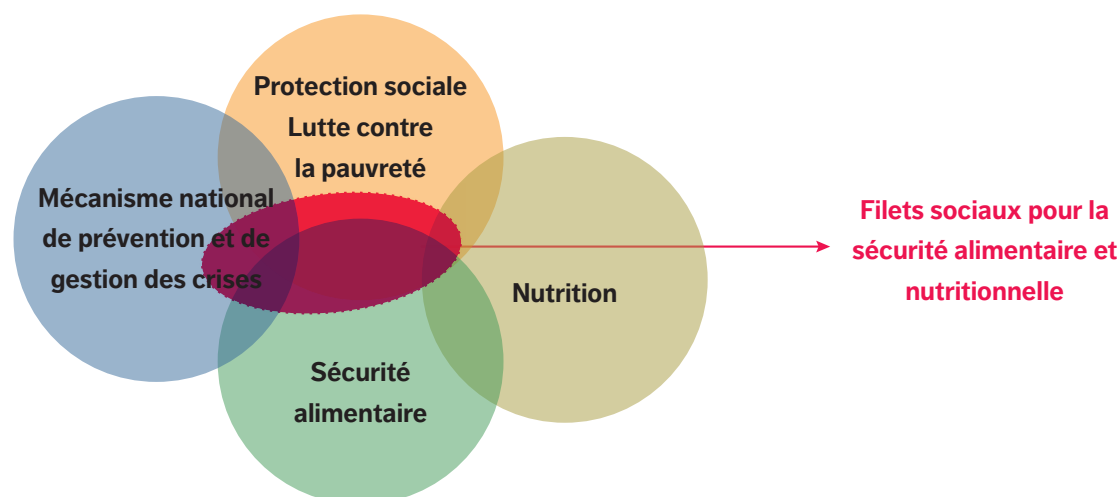 Protection sociale
Lutte contre
la pauvreté
Mécanisme national
de prévention et de
gestion des crises
Nutrition
Sécurité
alimentaire
Filets sociaux pour la
sécurité alimentaire et
nutritionnelle